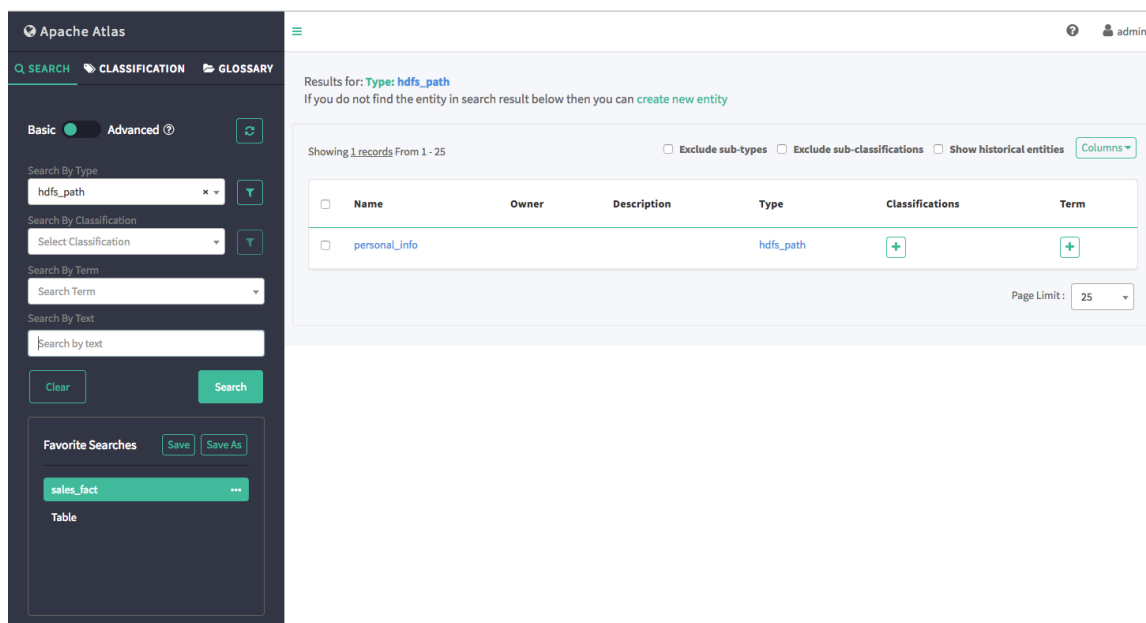 Apache Atlas
admin
SEARCH CLASSIFICATION GLOSSARY
Basic Advanced
Search By Type
hdfs_path
Search By Classification
Select Classification
Search By Term
Search Term
Search By Text
Search by text
Clear Search
Favorite Searches Save Save As
sales_fact
Table
Results for: Type: hdfs_path
If you do not find the entity in search result below then you can create new entity
Showing 1 records From 1 - 25 Exclude sub-types Exclude sub-classifications Show historical entities Columns
Name Owner Description Type Classifications Term
personal_info hdfs_path
Page Limit : 25